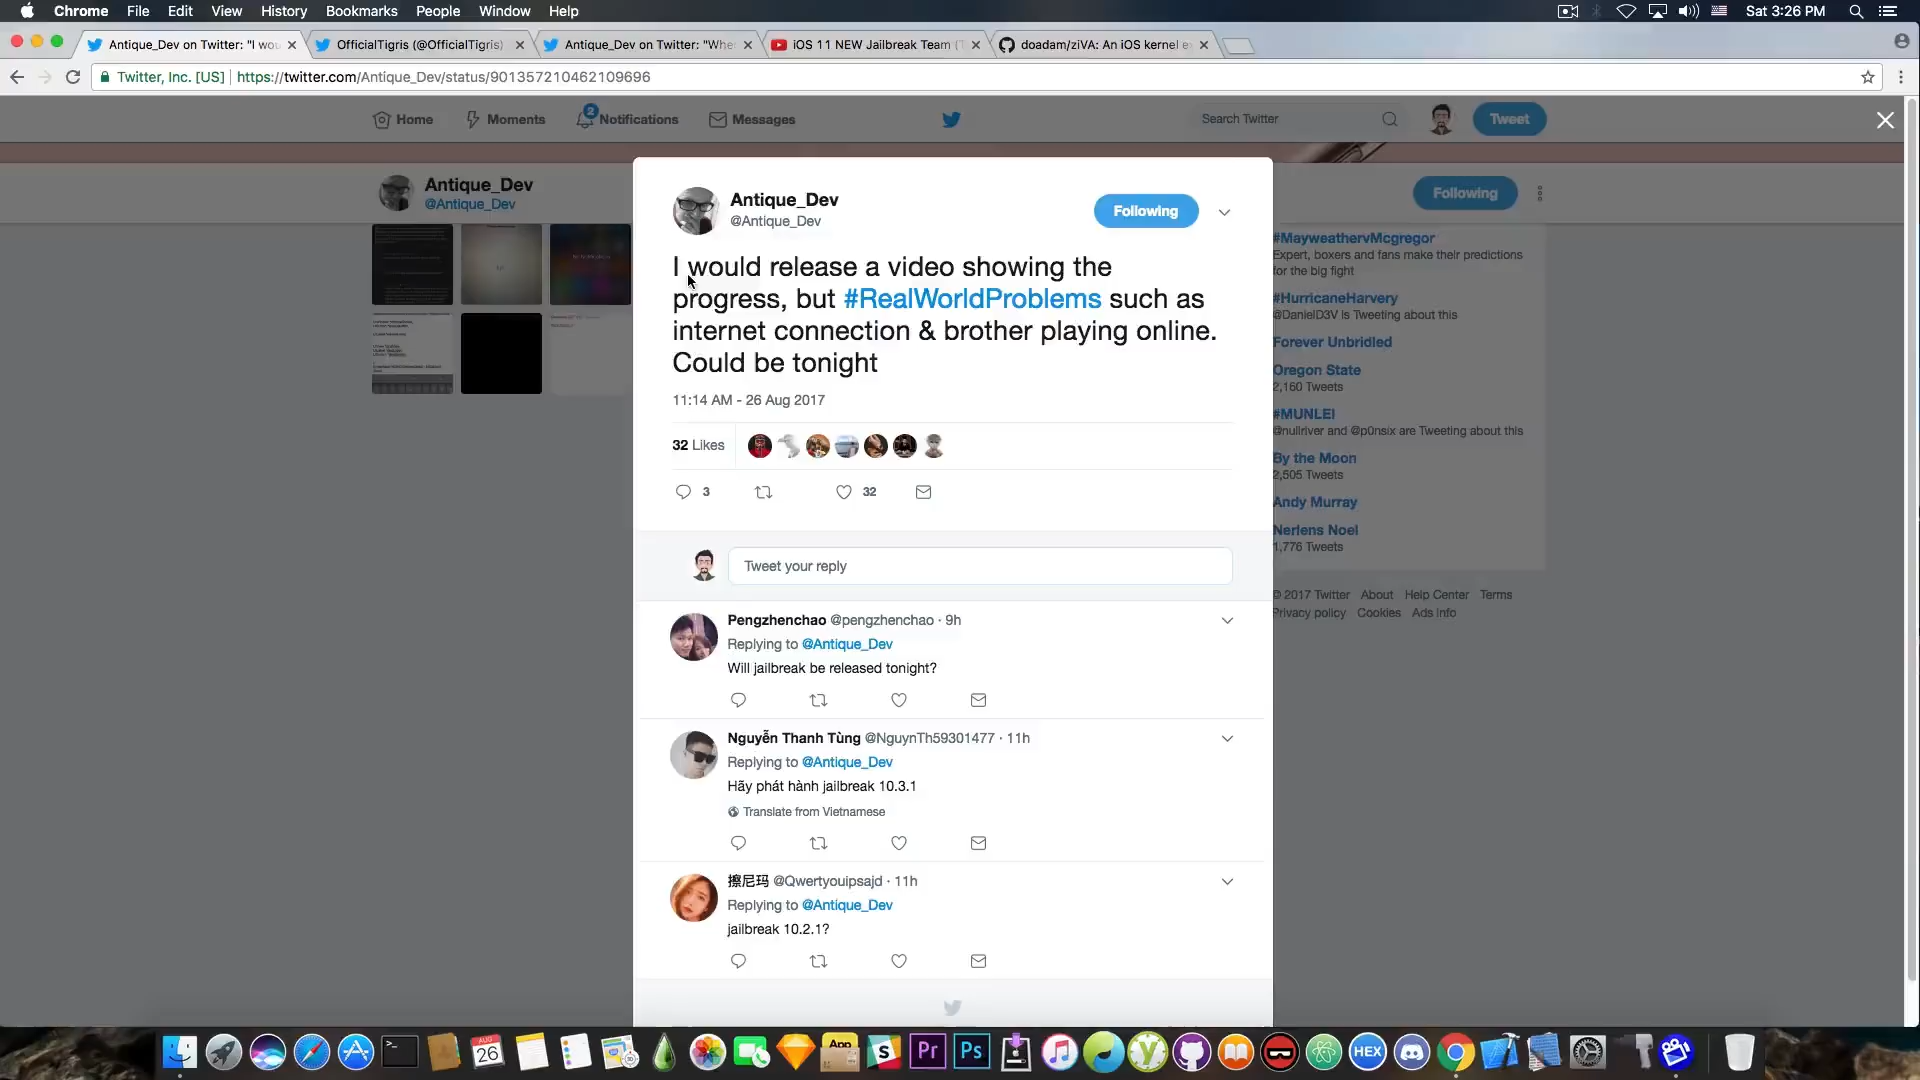 Chrome File Edit View History Bookmarks People Window Help
Sat 3:26 PM
Antique_Dev on Twitter: "I wou
OfficialTigris (@OfficialTigris)
Antique_Dev on Twitter: "Whe
iOS 11 NEW Jailbreak Team (T
doadam/ziVA: An iOS kernel e
Twitter, Inc. [US] | https://twitter.com/Antique_Dev/status/901357210462109696
Home
Moments
2
Notifications
Messages
Search Twitter
Tweet
Antique_Dev
@Antique_Dev
Following
Antique_Dev
@Antique_Dev
Following
I would release a video showing the
progress, but #RealWorldProblems such as
internet connection & brother playing online.
Could be tonight
11:14 AM - 26 Aug 2017
32 Likes
3
32
Tweet your reply
Pengzhenchao @pengzhenchao · 9h
Replying to @Antique_Dev
Will jailbreak be released tonight?
Nguyễn Thanh Tùng @NguynTh59301477 · 11h
Replying to @Antique_Dev
Hãy phát hành jailbreak 10.3.1
Translate from Vietnamese
擦尼玛 @Qwertyouipsajd · 11h
Replying to @Antique_Dev
jailbreak 10.2.1?
#MayweathervMcgregor
Expert, boxers and fans make their predictions
for the big fight
#HurricaneHarvey
@DanielD3V is Tweeting about this
Forever Unbridled
Oregon State
2,160 Tweets
#MUNLEI
@nullriver and @p0nsix are Tweeting about this
By the Moon
2,505 Tweets
Andy Murray
Nerlens Noel
1,776 Tweets
© 2017 Twitter About Help Center Terms
Privacy policy Cookies Ads info
AUG
26
App
S
Pr
Ps
HEX